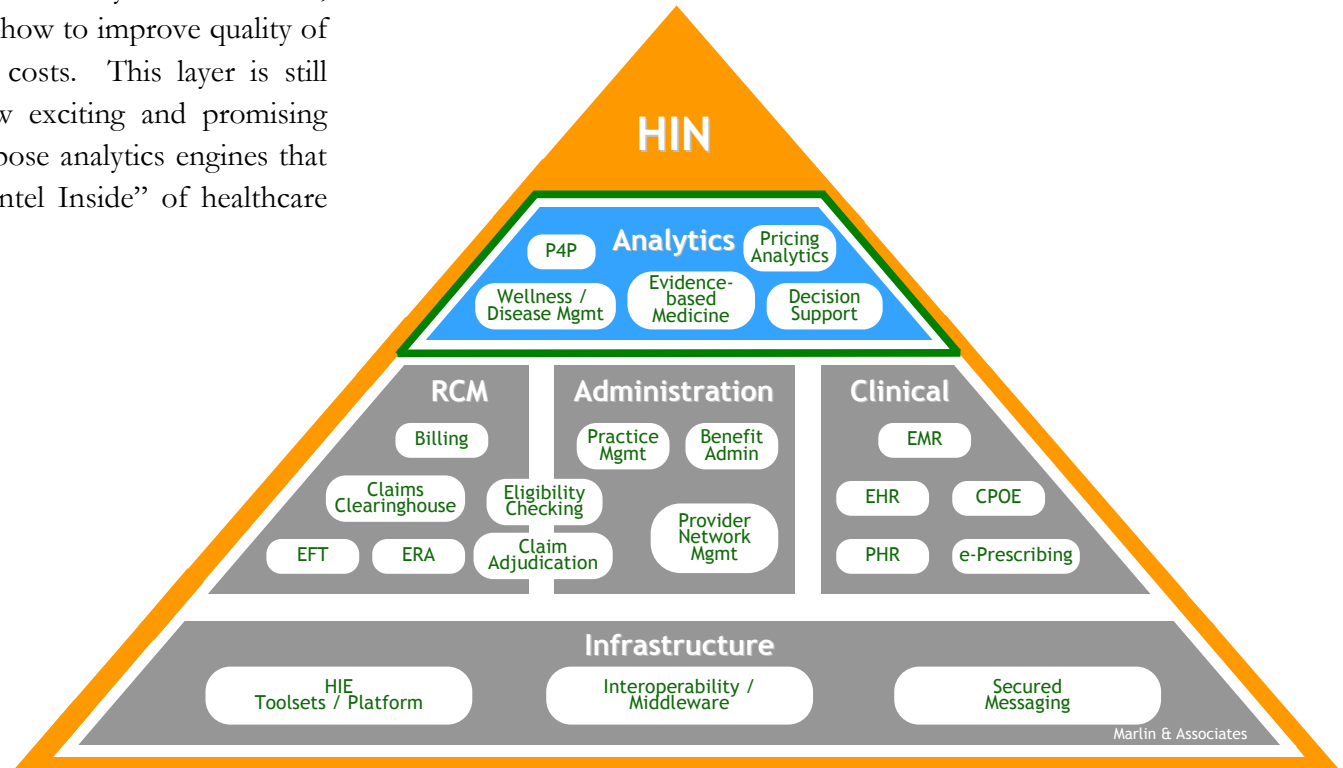 how to improve quality of
costs. This layer is still
exciting and promising
analytics engines that
Inside” of healthcare
HIN
Analytics
P4P
Pricing
Analytics
Wellness /
Disease Mgmt
Evidence-
based
Medicine
Decision
Support
RCM
Billing
Claims
Clearinghouse
Eligibility
Checking
EFT
ERA
Claim
Adjudication
Administration
Practice
Mgmt
Benefit
Admin
Provider
Network
Mgmt
Clinical
EMR
EHR
CPOE
PHR
e-Prescribing
Infrastructure
HIE
Toolsets / Platform
Interoperability /
Middleware
Secured
Messaging
Marlin & Associates